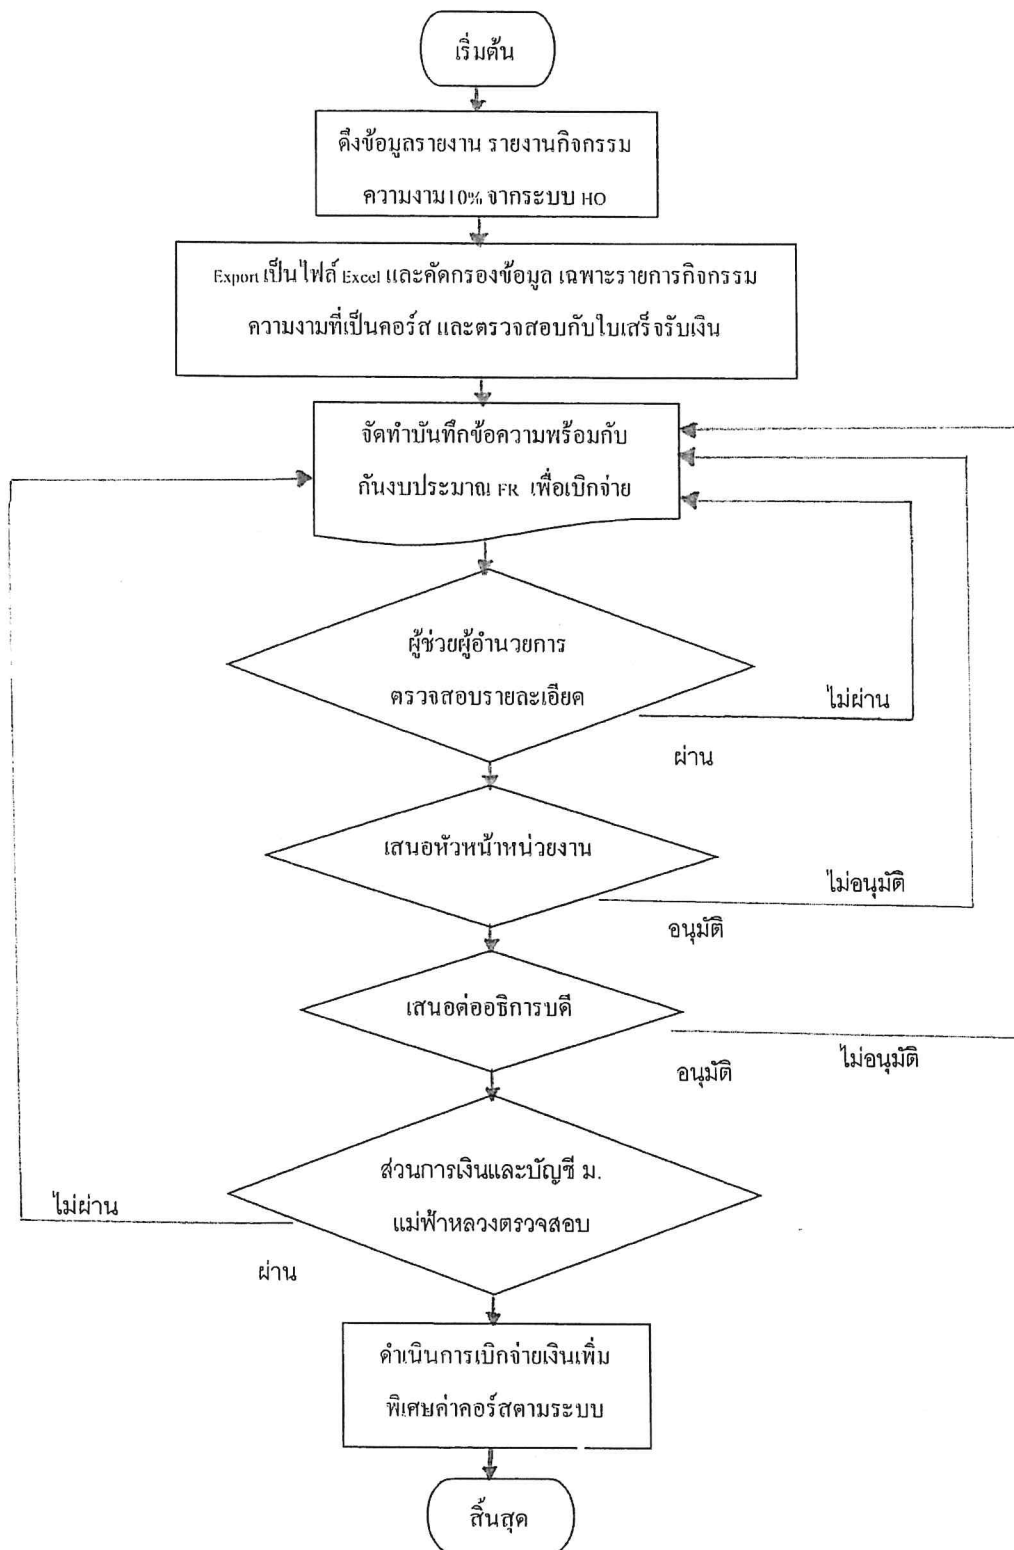 เริ่มต้น
ดึงข้อมูลรายงาน รายงานกิจกรรม
ความงาม10% จากระบบ HO
Export เป็นไฟล์ Excel และคัดกรองข้อมูล เฉพาะรายการกิจกรรม
ความงามที่เป็นคอร์ส และตรวจสอบกับใบเสร็จรับเงิน
จัดทำบันทึกข้อความพร้อมกับ
กันงบประมาณ FR เพื่อเบิกจ่าย
ผู้ช่วยผู้อำนวยการ
ตรวจสอบรายละเอียด
ไม่ผ่าน
ผ่าน
เสนอหัวหน้าหน่วยงาน
ไม่อนุมัติ
อนุมัติ
เสนอต่ออธิการบดี
ไม่อนุมัติ
อนุมัติ
ส่วนการเงินและบัญชี ม.
แม่ฟ้าหลวงตรวจสอบ
ไม่ผ่าน
ผ่าน
ดำเนินการเบิกจ่ายเงินเพิ่ม
พิเศษค่าคอร์สตามระบบ
สิ้นสุด